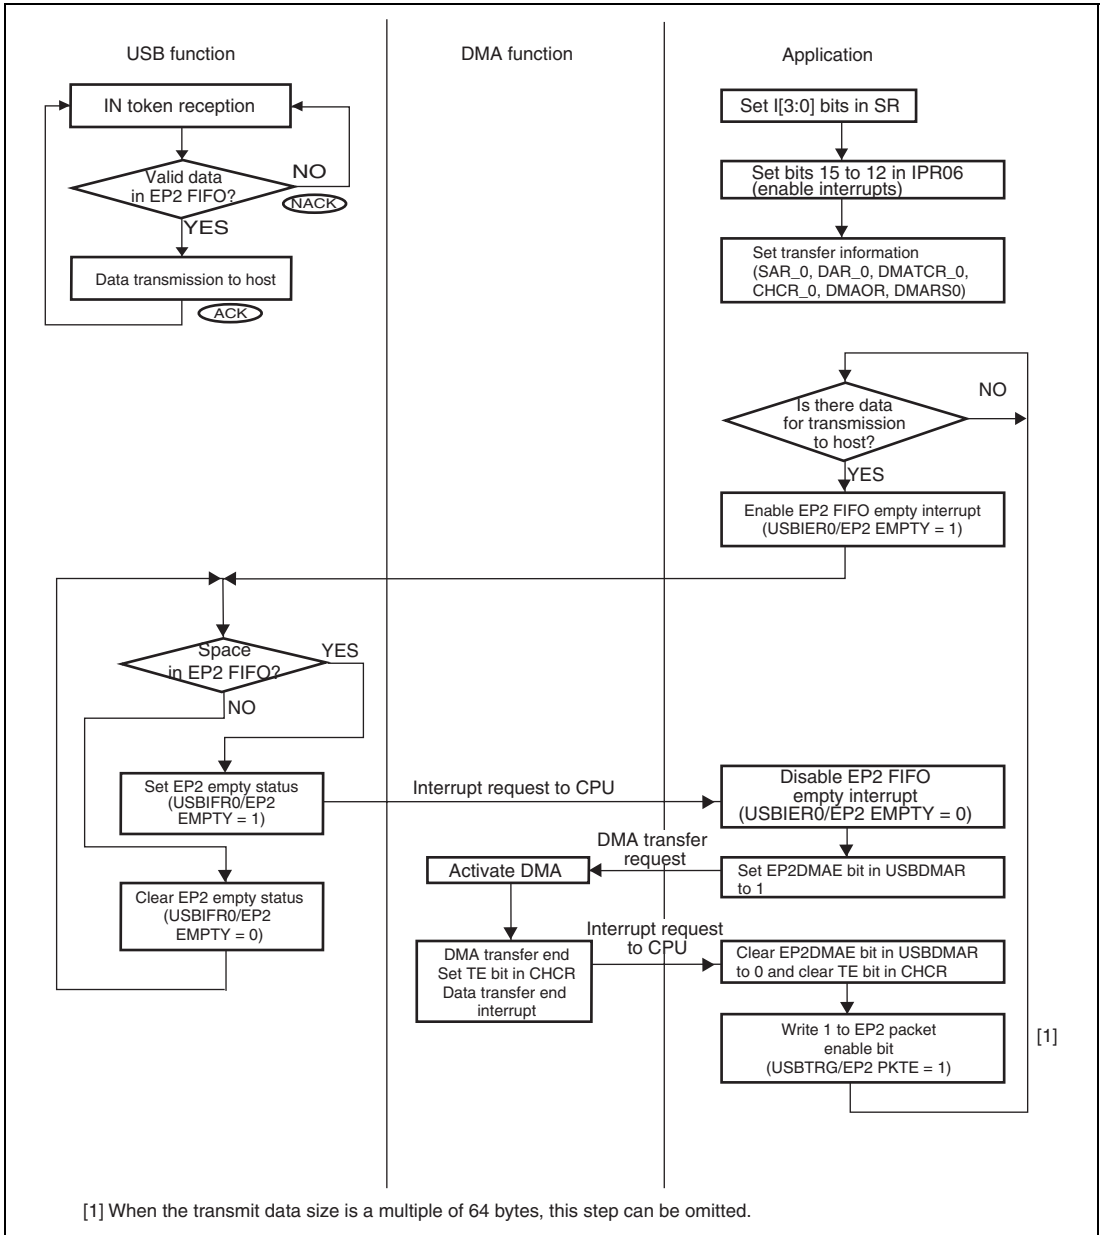 USB function
DMA function
Application
IN token reception
Valid data
in EP2 FIFO?
NO
NACK
YES
Data transmission to host
ACK
Set I[3:0] bits in SR
Set bits 15 to 12 in IPR06
(enable interrupts)
Set transfer information
(SAR_0, DAR_0, DMATCR_0,
CHCR_0, DMAOR, DMARS0)
Is there data
for transmission
to host?
NO
YES
Enable EP2 FIFO empty interrupt
(USBIER0/EP2 EMPTY = 1)
Space
in EP2 FIFO?
YES
NO
Set EP2 empty status
(USBIFR0/EP2
EMPTY = 1)
Interrupt request to CPU
Disable EP2 FIFO
empty interrupt
(USBIER0/EP2 EMPTY = 0)
DMA transfer
request
Activate DMA
Set EP2DMAE bit in USBDMAR
to 1
Clear EP2 empty status
(USBIFR0/EP2
EMPTY = 0)
Interrupt request
to CPU
DMA transfer end
Set TE bit in CHCR
Data transfer end
interrupt
Clear EP2DMAE bit in USBDMAR
to 0 and clear TE bit in CHCR
Write 1 to EP2 packet
enable bit
(USBTRG/EP2 PKTE = 1)
[1]
[1] When the transmit data size is a multiple of 64 bytes, this step can be omitted.